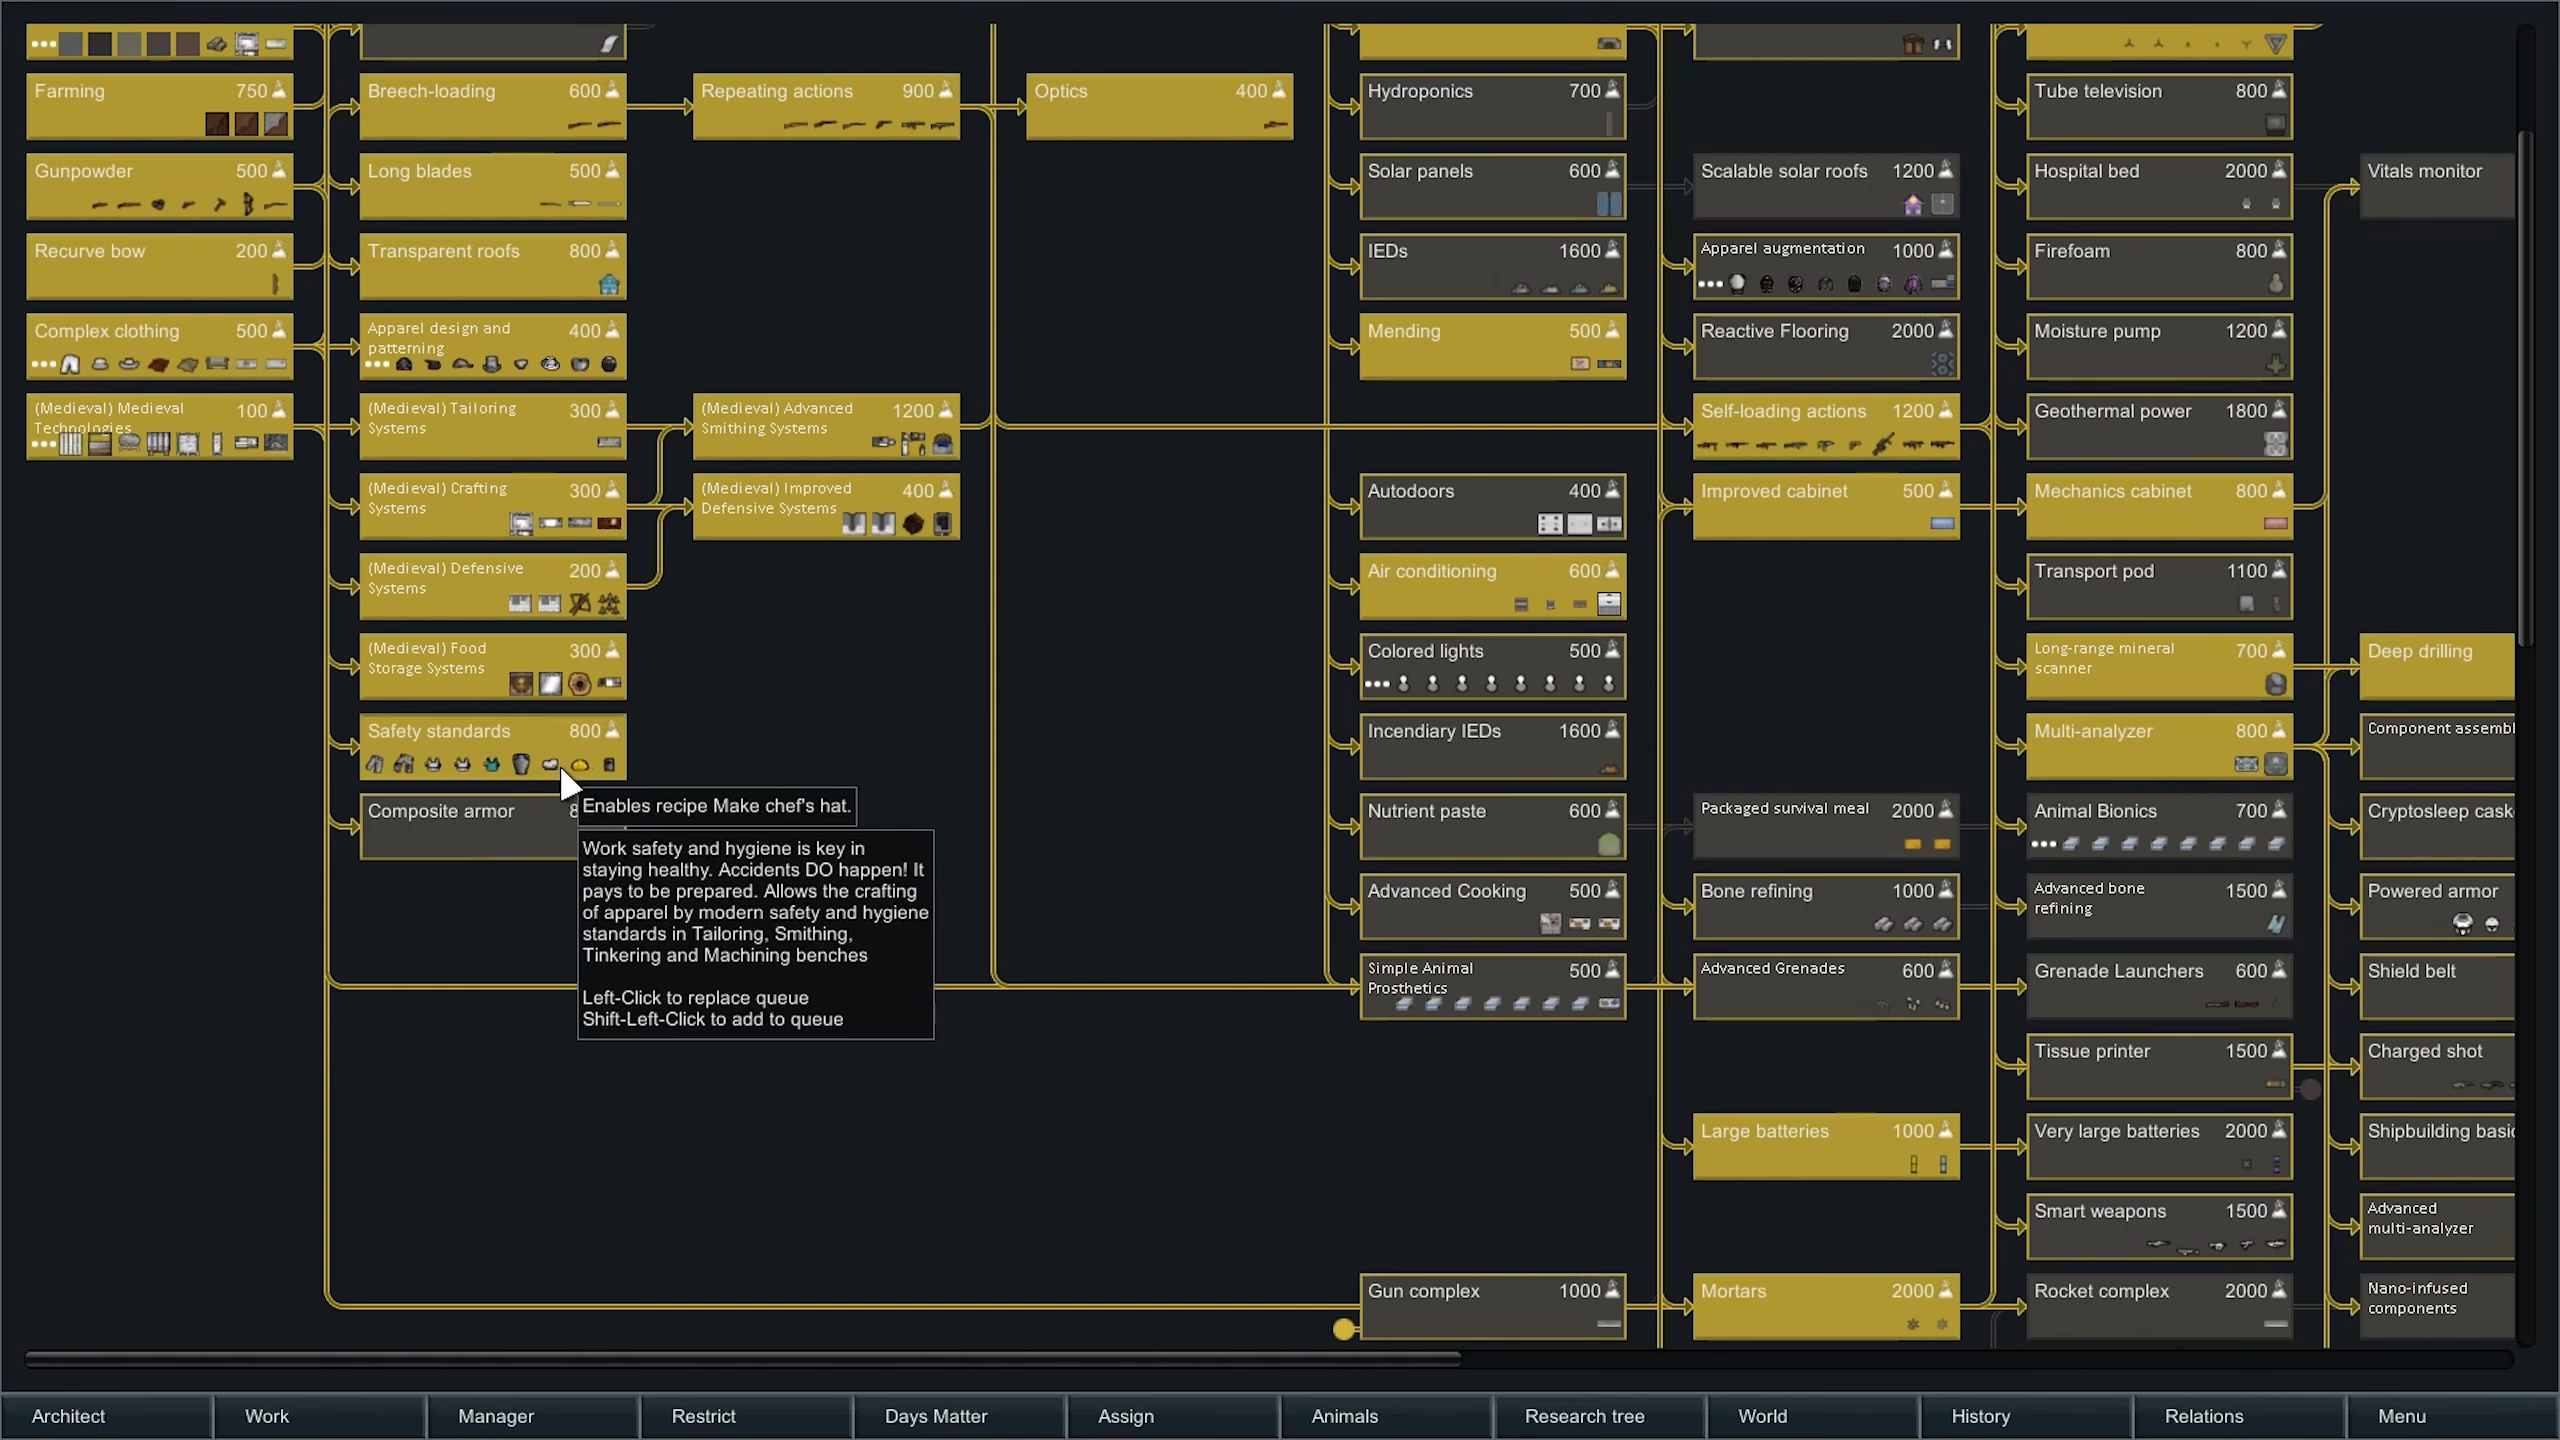 Farming 750
Breech-loading 600
Repeating actions 900
Optics 400
Hydroponics 700
Tube television 800
Gunpowder 500
Long blades 500
Solar panels 600
Scalable solar roofs 1200
Hospital bed 2000
Vitals monitor
Recurve bow 200
Transparent roofs 800
IEDs 1600
Apparel augmentation 1000
Firefoam 800
Complex clothing 500
Apparel design and patterning 400
Mending 500
Reactive Flooring 2000
Moisture pump 1200
(Medieval) Medieval Technologies 100
(Medieval) Tailoring Systems 300
(Medieval) Advanced Smithing Systems 1200
Self-loading actions 1200
Geothermal power 1800
(Medieval) Crafting Systems 300
(Medieval) Improved Defensive Systems 400
Autodoors 400
Improved cabinet 500
Mechanics cabinet 800
(Medieval) Defensive Systems 200
Air conditioning 600
Transport pod 1100
(Medieval) Food Storage Systems 300
Colored lights 500
Long-range mineral scanner 700
Deep drilling
Safety standards 800
Incendiary IEDs 1600
Multi-analyzer 800
Component assembl
Composite armor 8
Nutrient paste 600
Packaged survival meal 2000
Animal Bionics 700
Cryptosleep cask
Enables recipe Make chef's hat.
Work safety and hygiene is key in
staying healthy. Accidents DO happen! It
pays to be prepared. Allows the crafting
of apparel by modern safety and hygiene
standards in Tailoring, Smithing,
Tinkering and Machining benches
Left-Click to replace queue
Shift-Left-Click to add to queue
Advanced Cooking 500
Bone refining 1000
Advanced bone refining 1500
Powered armor
Simple Animal Prosthetics 500
Advanced Grenades 600
Grenade Launchers 600
Shield belt
Tissue printer 1500
Charged shot
Large batteries 1000
Very large batteries 2000
Shipbuilding basic
Smart weapons 1500
Advanced multi-analyzer
Gun complex 1000
Mortars 2000
Rocket complex 2000
Nano-infused components
Architect
Work
Manager
Restrict
Days Matter
Assign
Animals
Research tree
World
History
Relations
Menu